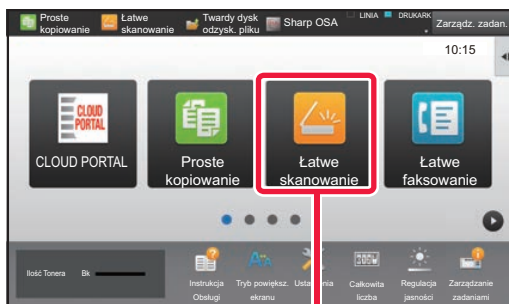 Proste kopiowanie
Łatwe skanowanie
Twardy dysk odzysk. pliku
Sharp OSA
LINIA
DRUKARK
Zarządz. zadan.
10:15
CLOUD PORTAL
CLOUD PORTAL
Proste kopiowanie
Łatwe skanowanie
Łatwe faksowanie
Ilość Tonera
Bk
Instrukcja Obsługi
Tryb powiększ. ekranu
Ustawienia
Całkowita liczba
Regulacja jasności
Zarządzanie zadaniami